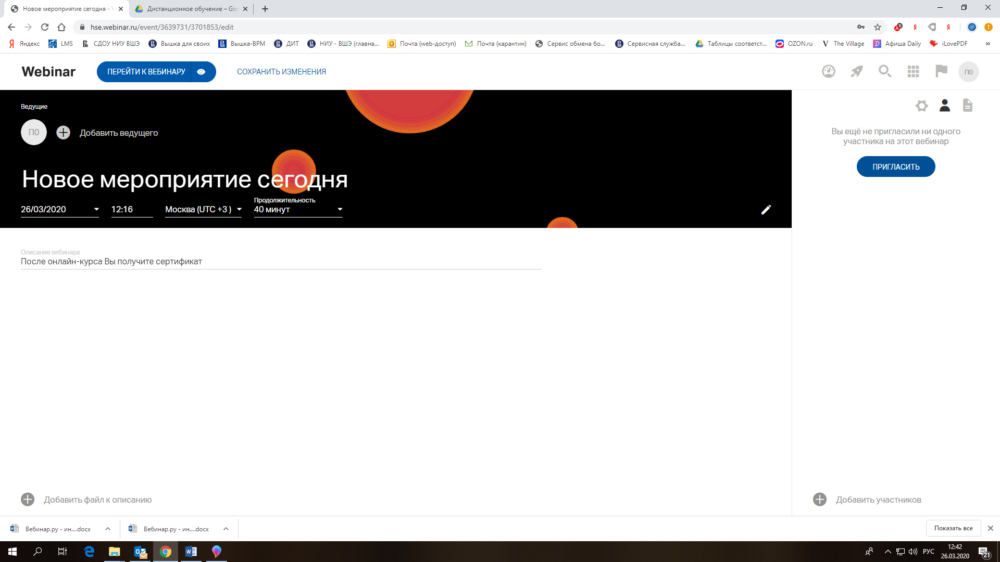 Новое мероприятие сегодня -
Дистанционное обучение – Goo
hse.webinar.ru/event/3639731/3701853/edit
Яндекс
LMS
СДОУ НИУ ВШЭ
Вышка для своих
Вышка-BPM
ДИТ
НИУ - ВШЭ (главна...
Почта (web-доступ)
Почта (карантин)
Сервис обмена бо...
Сервисная служба...
Таблицы соответст...
OZON.ru
The Village
Афиша Daily
iLovePDF
»
Webinar
ПЕРЕЙТИ К ВЕБИНАРУ
СОХРАНИТЬ ИЗМЕНЕНИЯ
П0
Ведущие
П0
Добавить ведущего
Новое мероприятие сегодня
Продолжительность
26/03/2020
12:16
Москва (UTC +3 )
40 минут
Вы ещё не пригласили ни одного
участника на этот вебинар
ПРИГЛАСИТЬ
Описание вебинара
После онлайн-курса Вы получите сертификат
Добавить файл к описанию
Добавить участников
Вебинар.ру - ин....docx
Вебинар.ру - ин....docx
Показать все
РУС
12:42
26.03.2020
21